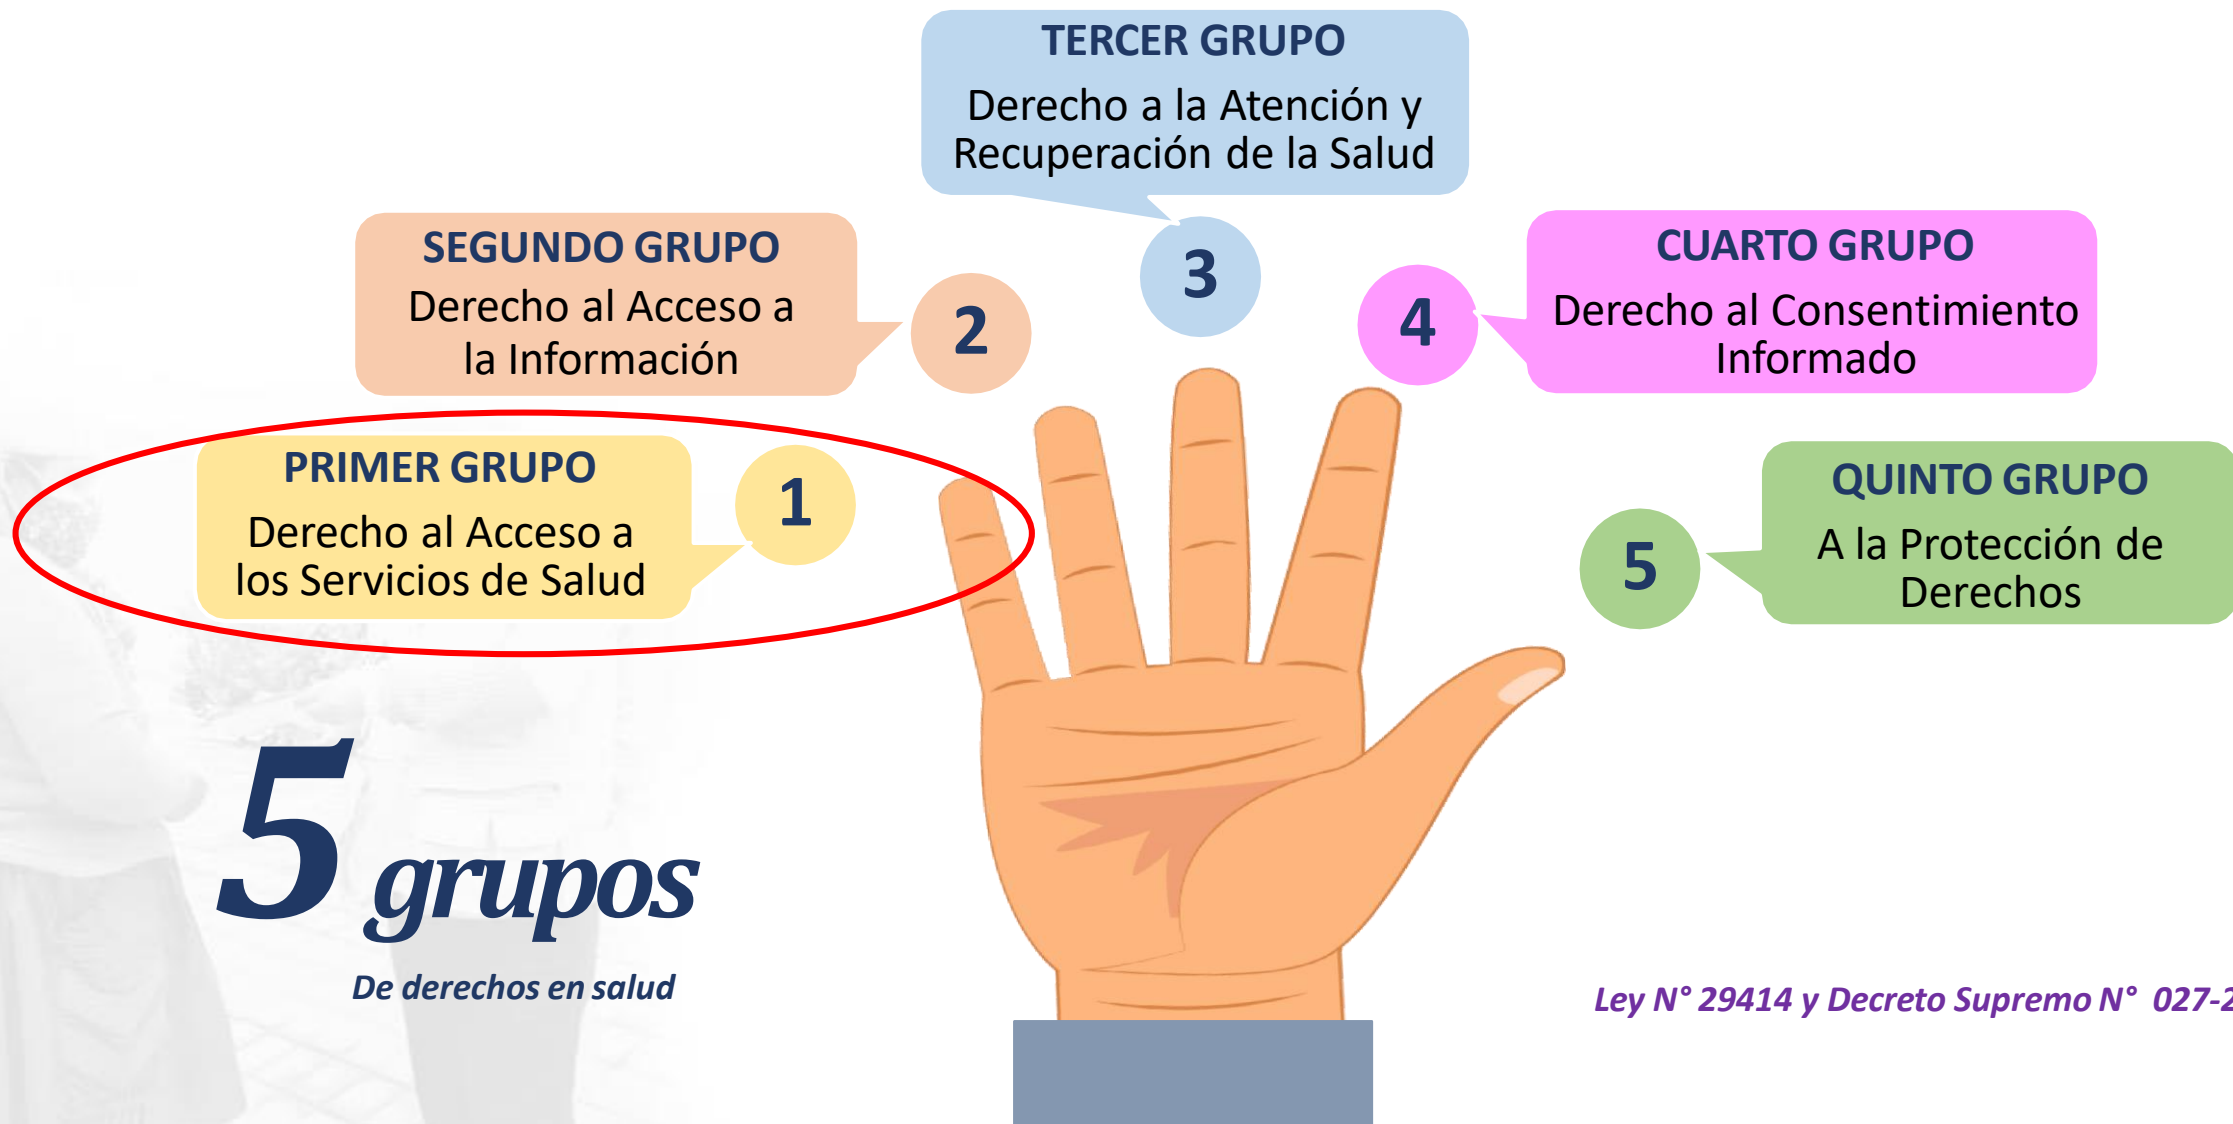 TERCER GRUPO
Derecho a la Atención y
Recuperación de la Salud
SEGUNDO GRUPO
Derecho al Acceso a
la Información
3
CUARTO GRUPO
Derecho al Consentimiento
Informado
2
4
PRIMER GRUPO
Derecho al Acceso a
los Servicios de Salud
1
QUINTO GRUPO
A la Protección de
Derechos
5
5 grupos
De derechos en salud
Ley N° 29414 y Decreto Supremo N° 027-2